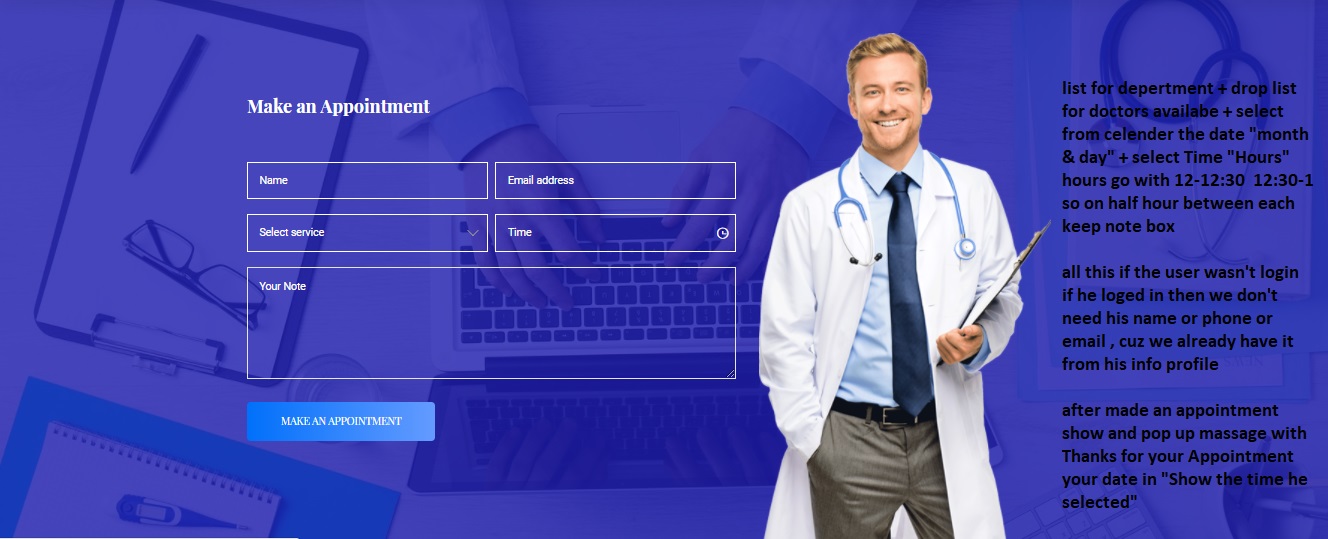 Make an Appointment
Name
Email address
Select service
Time
Your Note
MAKE AN APPOINTMENT
list for depertment + drop list
for doctors availabe + select
from celender the date "month
& day" + select Time "Hours"
hours go with 12-12:30  12:30-1
so on half hour between each
keep note box
all this if the user wasn't login
if he loged in then we don't
need his name or phone or
email , cuz we already have it
from his info profile
after made an appointment
show and pop up massage with
Thanks for your Appointment
your date in "Show the time he
selected"